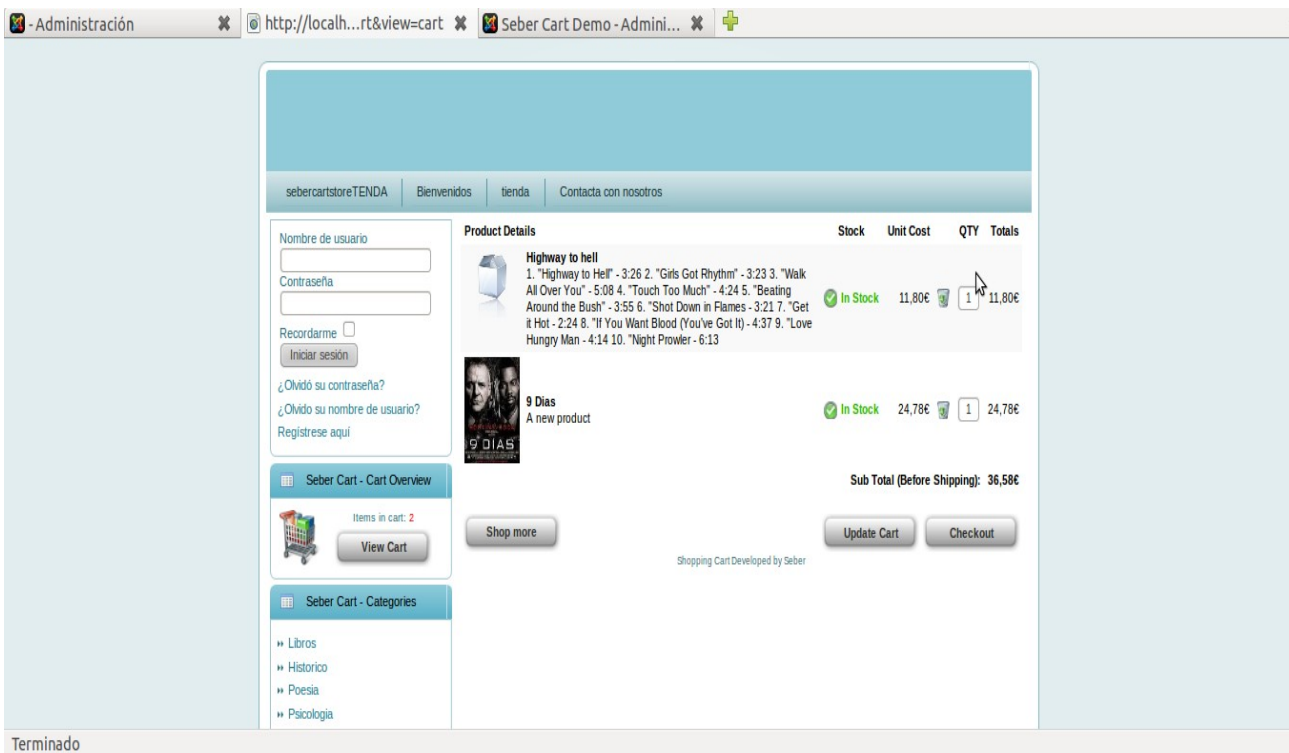 - Administración
http://localh...rt&view=cart
Seber Cart Demo - Admini...
sebercartstoreTENDA
Bienvenidos
tienda
Contacta con nosotros
Nombre de usuario
Contraseña
Recordarme
Iniciar sesión
¿Olvidó su contraseña?
¿Olvido su nombre de usuario?
Regístrese aquí
Seber Cart - Cart Overview
Items in cart: 2
View Cart
Seber Cart - Categories
Libros
Historico
Poesia
Psicologia
Product Details Stock Unit Cost QTY Totals
Highway to hell
1. "Highway to Hell" - 3:26 2. "Girls Got Rhythm" - 3:23 3. "Walk
All Over You" - 5:08 4. "Touch Too Much" - 4:24 5. "Beating
Around the Bush" - 3:55 6. "Shot Down in Flames - 3:21 7. "Get
it Hot - 2:24 8. "If You Want Blood (You've Got It) - 4:37 9. "Love
Hungry Man - 4:14 10. "Night Prowler - 6:13
In Stock 11,80€ 1 11,80€
9 DIAS
9 Dias
A new product
In Stock 24,78€ 1 24,78€
Sub Total (Before Shipping): 36,58€
Shop more
Update Cart
Checkout
Shopping Cart Developed by Seber
Terminado